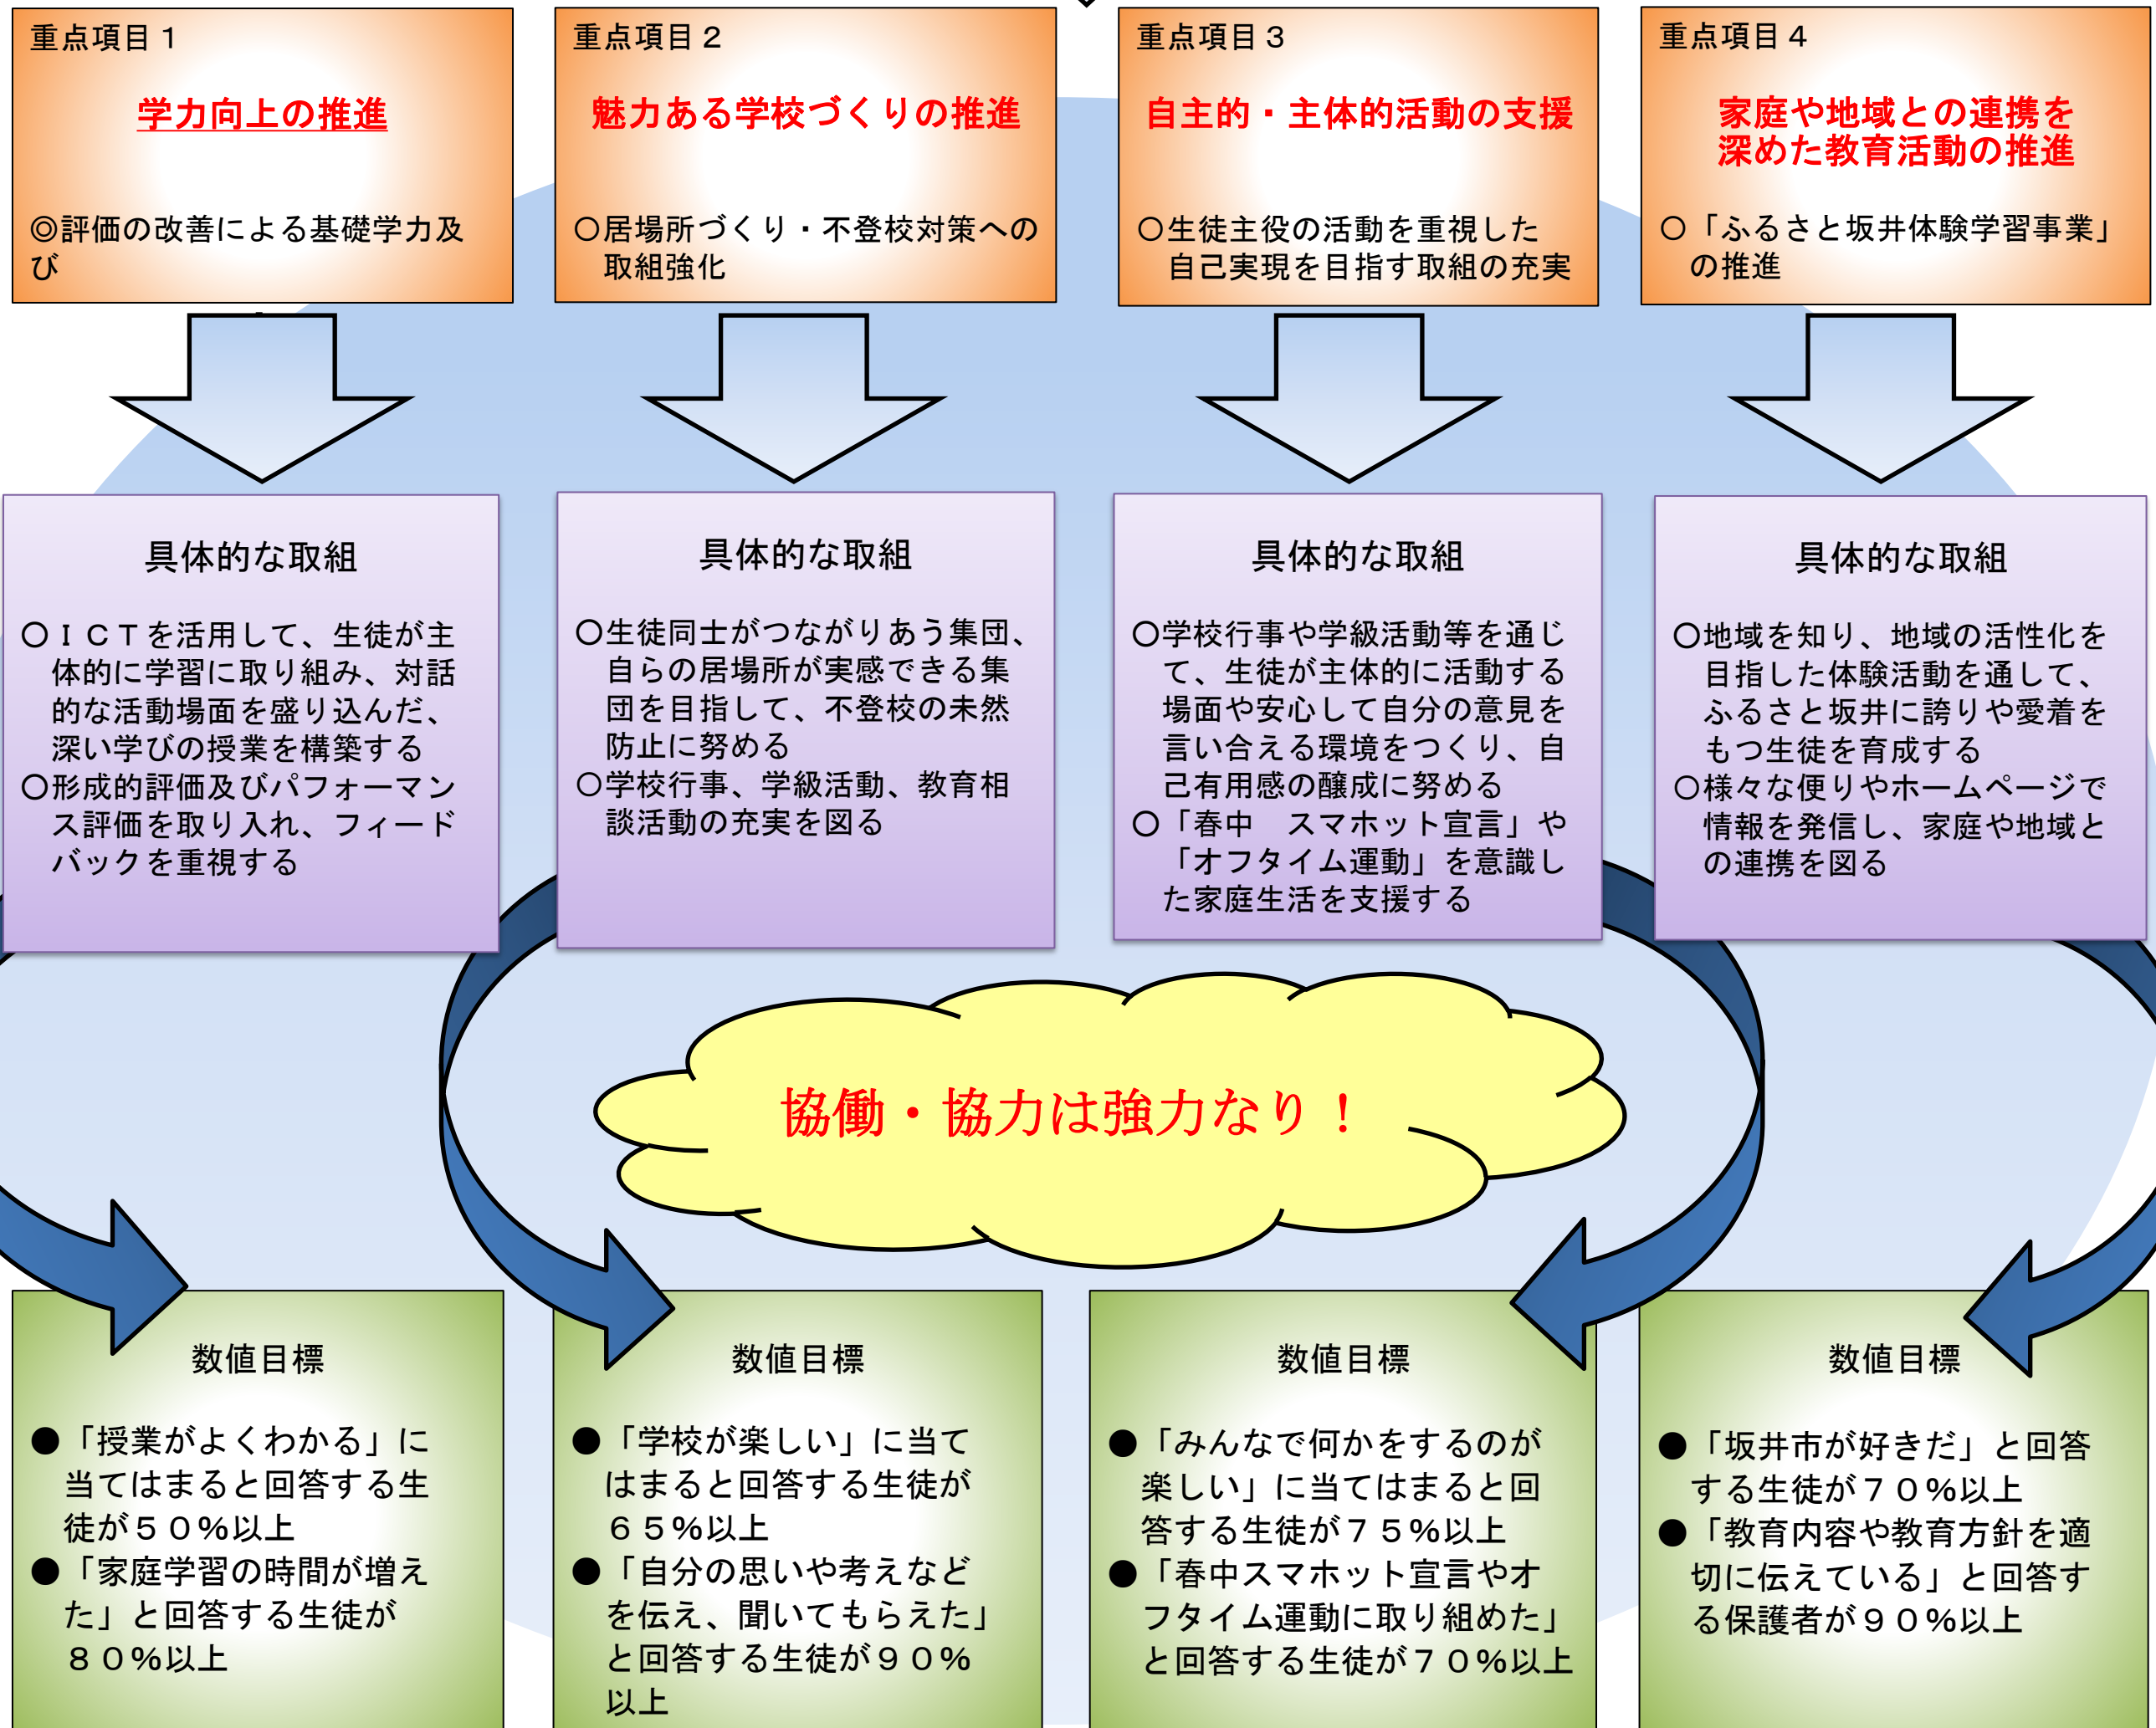 重点項目１
学力向上の推進
◎評価の改善による基礎学力及
び
重点項目２
魅力ある学校づくりの推進
○居場所づくり・不登校対策への
取組強化
重点項目３
自主的・主体的活動の支援
○生徒主役の活動を重視した
自己実現を目指す取組の充実
重点項目４
家庭や地域との連携を
深めた教育活動の推進
○「ふるさと坂井体験学習事業」
の推進
具体的な取組
○ＩＣＴを活用して、生徒が主
体的に学習に取り組み、対話
的な活動場面を盛り込んだ、
深い学びの授業を構築する
○形成的評価及びパフォーマン
ス評価を取り入れ、フィード
バックを重視する
具体的な取組
○生徒同士がつながりあう集団、
自らの居場所が実感できる集
団を目指して、不登校の未然
防止に努める
○学校行事、学級活動、教育相
談活動の充実を図る
具体的な取組
○学校行事や学級活動等を通じ
て、生徒が主体的に活動する
場面や安心して自分の意見を
言い合える環境をつくり、自
己有用感の醸成に努める
○「春中　スマホット宣言」や
「オフタイム運動」を意識し
た家庭生活を支援する
具体的な取組
○地域を知り、地域の活性化を
目指した体験活動を通して、
ふるさと坂井に誇りや愛着を
もつ生徒を育成する
○様々な便りやホームページで
情報を発信し、家庭や地域と
の連携を図る
協働・協力は強力なり！
数値目標
●「授業がよくわかる」に
当てはまると回答する生
徒が５０％以上
●「家庭学習の時間が増え
た」と回答する生徒が
８０％以上
数値目標
●「学校が楽しい」に当て
はまると回答する生徒が
６５％以上
●「自分の思いや考えなど
を伝え、聞いてもらえた」
と回答する生徒が９０％
以上
数値目標
●「みんなで何かをするのが
楽しい」に当てはまると回
答する生徒が７５％以上
●「春中スマホット宣言やオ
フタイム運動に取り組めた」
と回答する生徒が７０％以上
数値目標
●「坂井市が好きだ」と回答
する生徒が７０％以上
●「教育内容や教育方針を適
切に伝えている」と回答す
る保護者が９０％以上